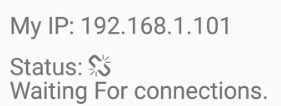 My IP: 192.168.1.101
Status:
Waiting For connections.